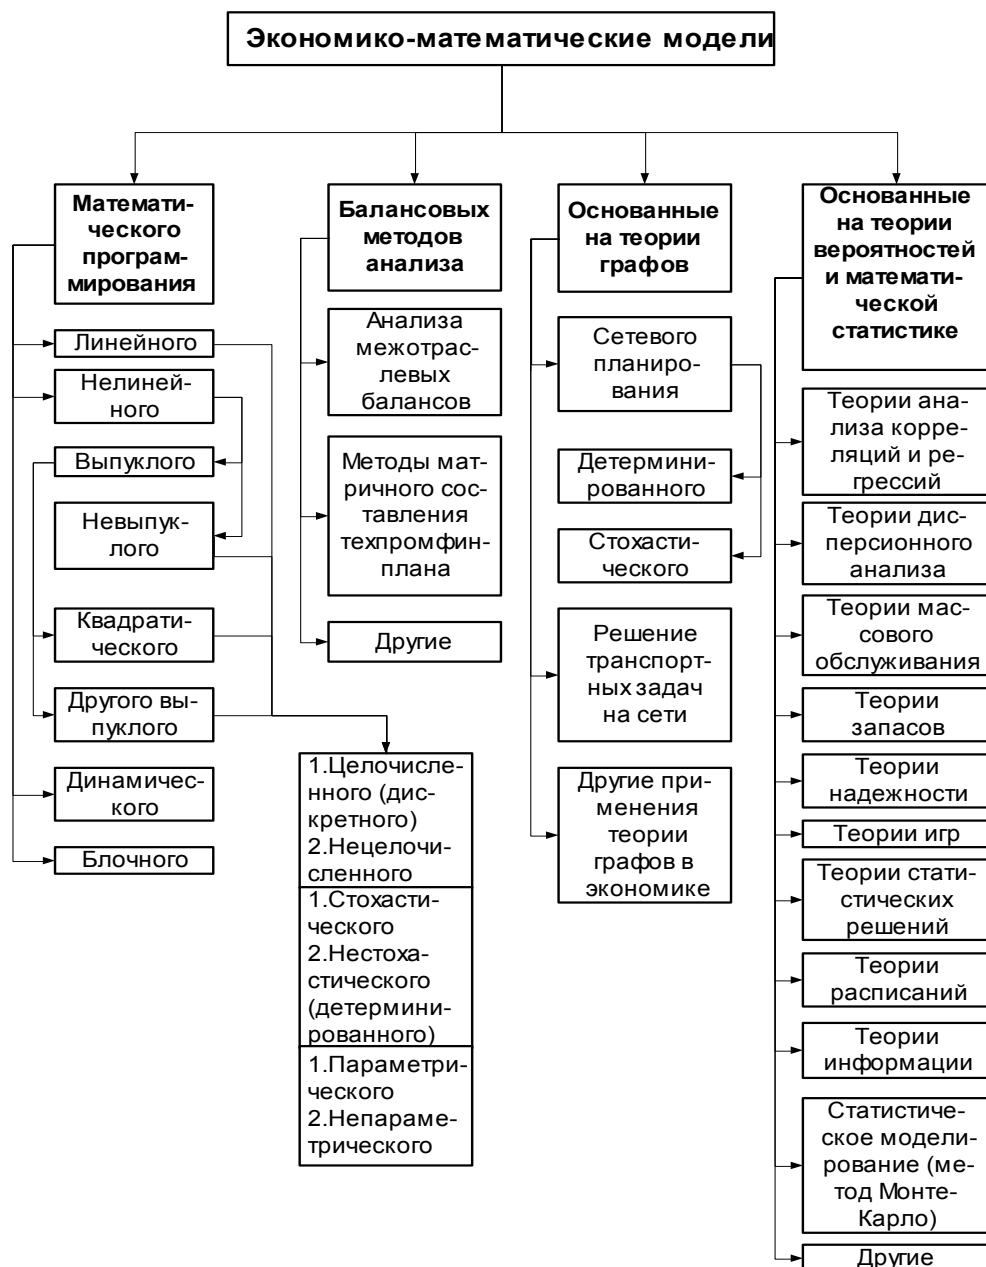 Экономико-математические модели
Математи-
ческого
програм-
мирования
Линейного
Нелиней-
ного
Выпуклого
Невыпук-
лого
Квадрати-
ческого
Другого вы-
пуклого
Динамичес-
кого
Блочного
Балансовых
методов
анализа
Анализа
межотрас-
левых
балансов
Методы мат-
ричного сос-
тавления
техпромфин-
плана
Другие
1.Целочисле-
нного (дис-
кретного)
2.Нецелочи-
сленного
1.Стохасти-
ческого
2.Нестоха-
стического
(детермини-
рованного)
1.Параметри-
ческого
2.Непараме-
трического
Основанные
на теории
графов
Сетевого
планиро-
вания
Детермини-
рованного
Стохасти-
ческого
Решение
транспорт-
ных задач
на сети
Другие при-
менения
теории
графов в
экономике
Основанные
на теории
вероятностей
и математи-
ческой
статистике
Теории ана-
лиза корре-
ляций и ре-
грессий
Теории дис-
персионного
анализа
Теории мас-
сового
обслуживания
Теории
запасов
Теории
надежности
Теории игр
Теории стати-
стических
решений
Теории
расписаний
Теории
информации
Статистиче-
ское модели-
рование (ме-
тод Монте-
Карло)
Другие